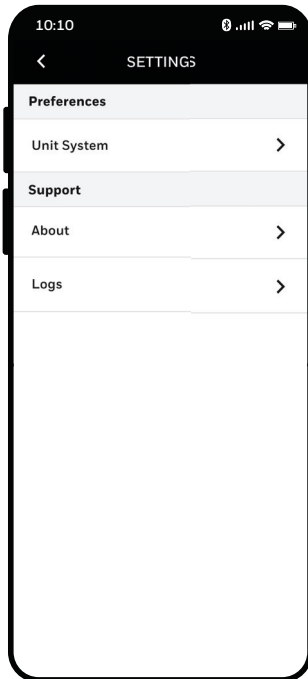 10:10
SETTINGS
Preferences
Unit System
Support
About
Logs